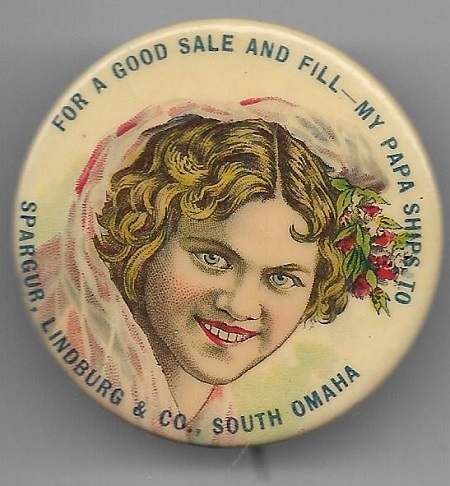 FOR A GOOD SALE AND FILL—MY PAPA SHIPS TO
SPARGUR, LINDBURG & CO., SOUTH OMAHA